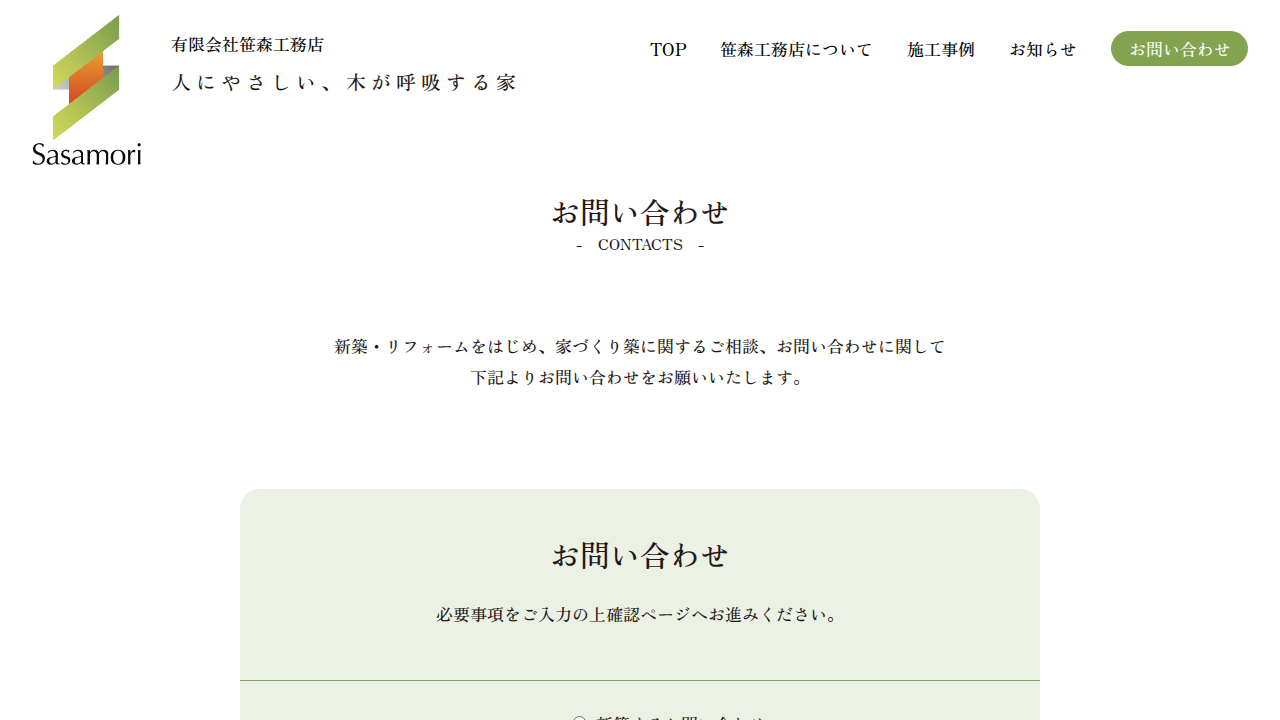 Sasamori
有限会社笹森工務店
人にやさしい、木が呼吸する家
TOP 笹森工務店について 施工事例 お知らせ お問い合わせ
お問い合わせ
- CONTACTS -
新築・リフォームをはじめ、家づくり築に関するご相談、お問い合わせに関して
下記よりお問い合わせをお願いいたします。
お問い合わせ
必要事項をご入力の上確認ページへお進みください。